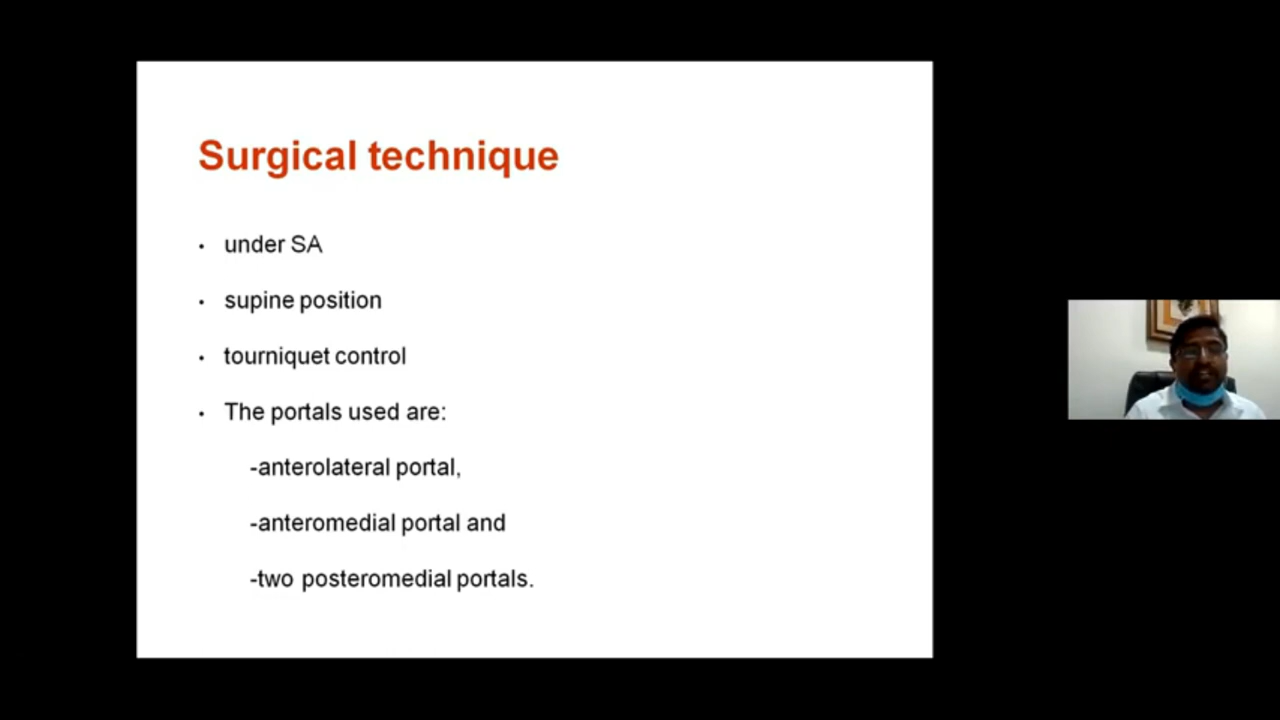 Surgical technique
• under SA
• supine position
• tourniquet control
• The portals used are:
-anterolateral portal,
-anteromedial portal and
-two posteromedial portals.